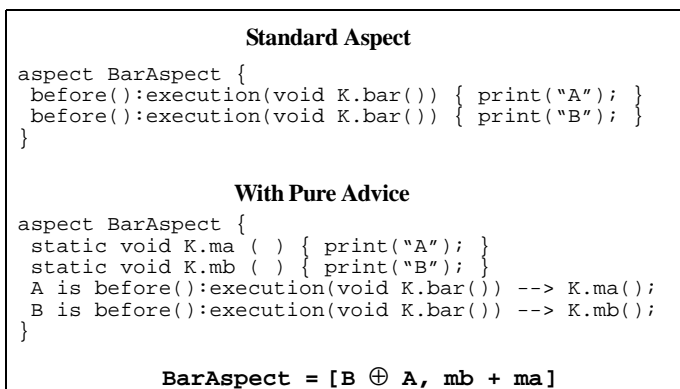 Standard Aspect
aspect BarAspect {
 before():execution(void K.bar()) { print(“A”); }
 before():execution(void K.bar()) { print(“B”); }
}
With Pure Advice
aspect BarAspect {
 static void K.ma ( ) { print(“A”); }
 static void K.mb ( ) { print(“B”); }
 A is before():execution(void K.bar()) --> K.ma();
 B is before():execution(void K.bar()) --> K.mb();
}
BarAspect = [B ⊕ A, mb + ma]